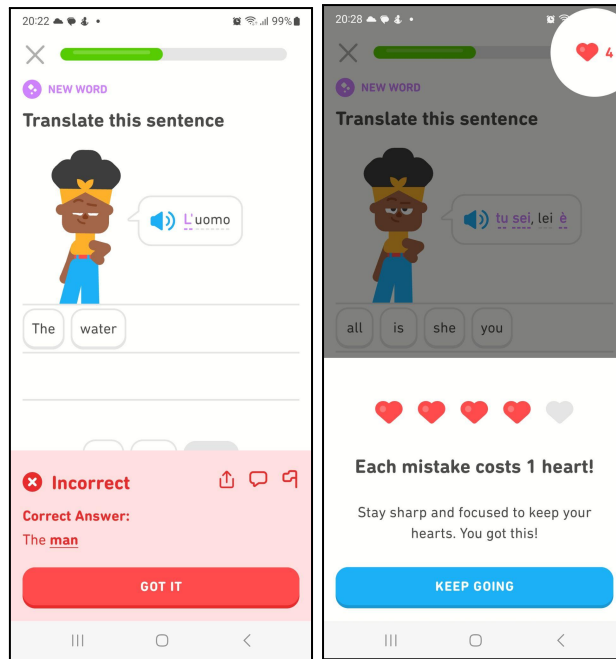 20:22
99%
NEW WORD
Translate this sentence
L'uomo
The water
Incorrect
Correct Answer:
The man
GOT IT
20:28
4
NEW WORD
Translate this sentence
tu sei, lei è
all is she you
Each mistake costs 1 heart!
Stay sharp and focused to keep your
hearts. You got this!
KEEP GOING